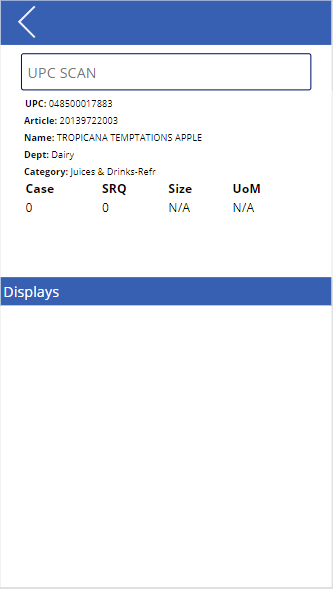 UPC SCAN
UPC: 048500017883
Article: 20139722003
Name: TROPICANA TEMPTATIONS APPLE
Dept: Dairy
Category: Juices & Drinks-Refr
Case SRQ Size UoM
0 0 N/A N/A
Displays